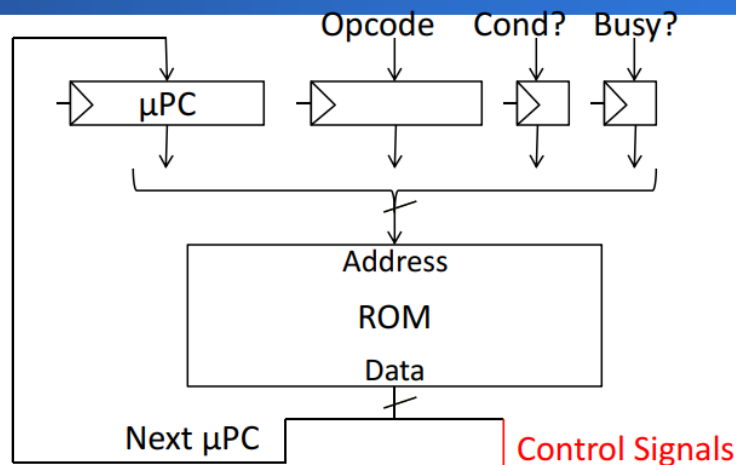 Opcode Cond? Busy?
µPC
Address
ROM
Data
Next µPC
Control Signals